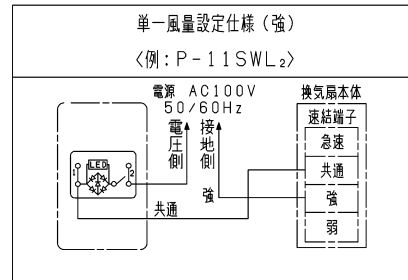 単一風量設定仕様（強）
〈例：P－11SWL₂〉
電源 AC100V
50/60Hz
電圧側
接地側
換気扇本体
速結端子
急速
共通
強
弱
LED
1
2
共通
強